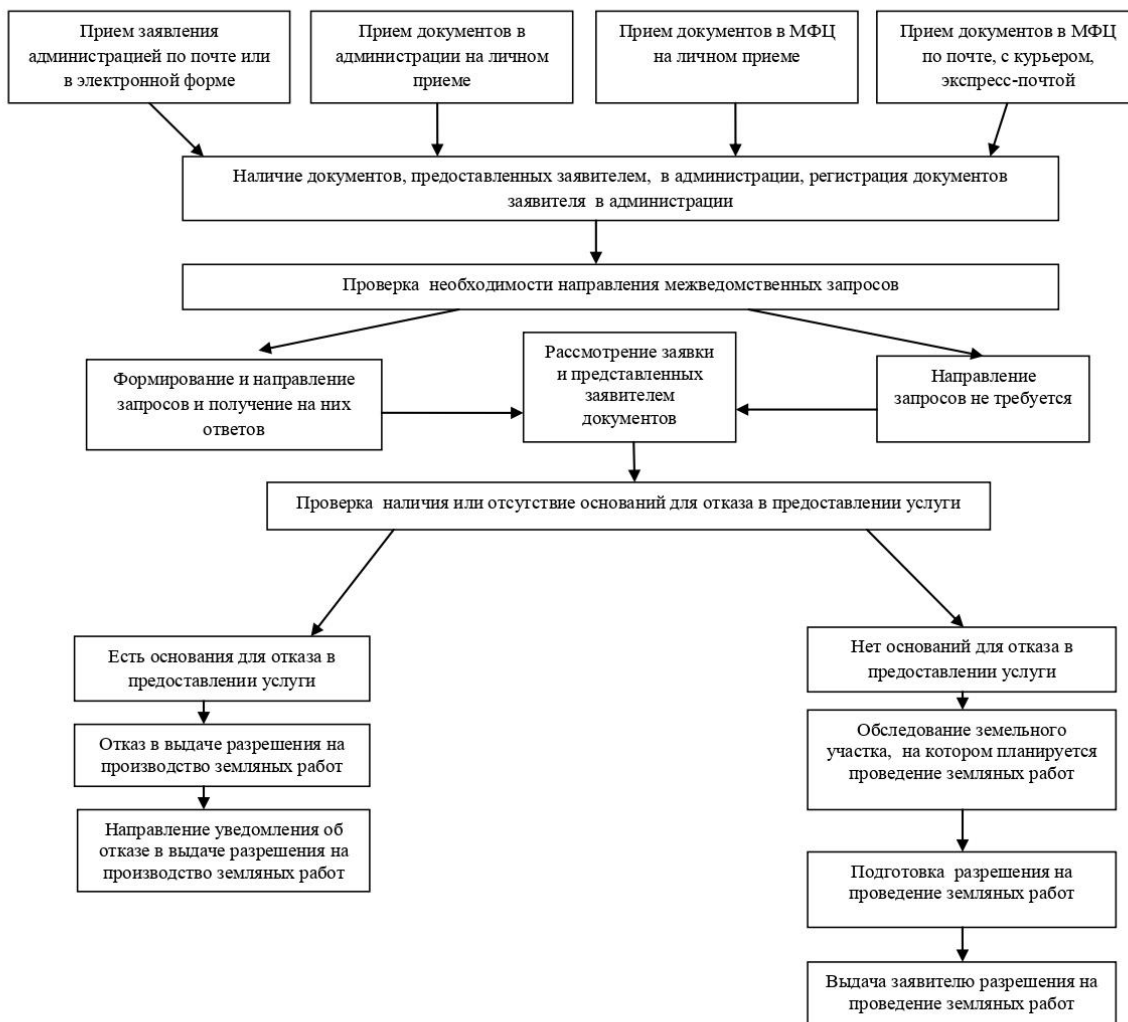 Прием заявления
администрацией по почте или
в электронной форме
Прием документов в
администрации на личном
приеме
Прием документов в МФЦ
на личном приеме
Прием документов в МФЦ
по почте, с курьером,
экспресс-почтой
Наличие документов, предоставленных заявителем, в администрации, регистрация документов
заявителя в администрации
Проверка необходимости направления межведомственных запросов
Формирование и направление
запросов и получение на них
ответов
Рассмотрение заявки
и представленных
заявителем
документов
Направление
запросов не требуется
Проверка наличия или отсутствие оснований для отказа в предоставлении услуги
Есть основания для отказа в
предоставлении услуги
Отказ в выдаче разрешения на
производство земляных работ
Направление уведомления об
отказе в выдаче разрешения на
производство земляных работ
Нет оснований для отказа в
предоставлении услуги
Обследование земельного
участка, на котором планируется
проведение земляных работ
Подготовка разрешения на
проведение земляных работ
Выдача заявителю разрешения на
проведение земляных работ